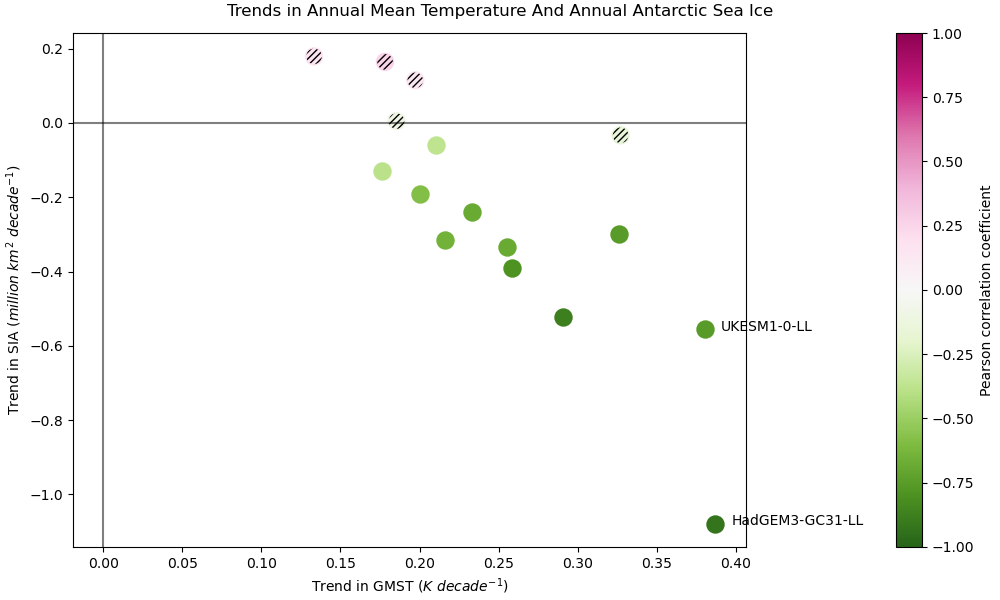 Trends in Annual Mean Temperature And Annual Antarctic Sea Ice
Trend in SIA (million km² decade⁻¹)
0.2
0.0
−0.2
−0.4
−0.6
−0.8
−1.0
UKESM1-0-LL
HadGEM3-GC31-LL
0.00 0.05 0.10 0.15 0.20 0.25 0.30 0.35 0.40
Trend in GMST (K decade⁻¹)
1.00
0.75
0.50
0.25
0.00
−0.25
−0.50
−0.75
−1.00
Pearson correlation coefficient